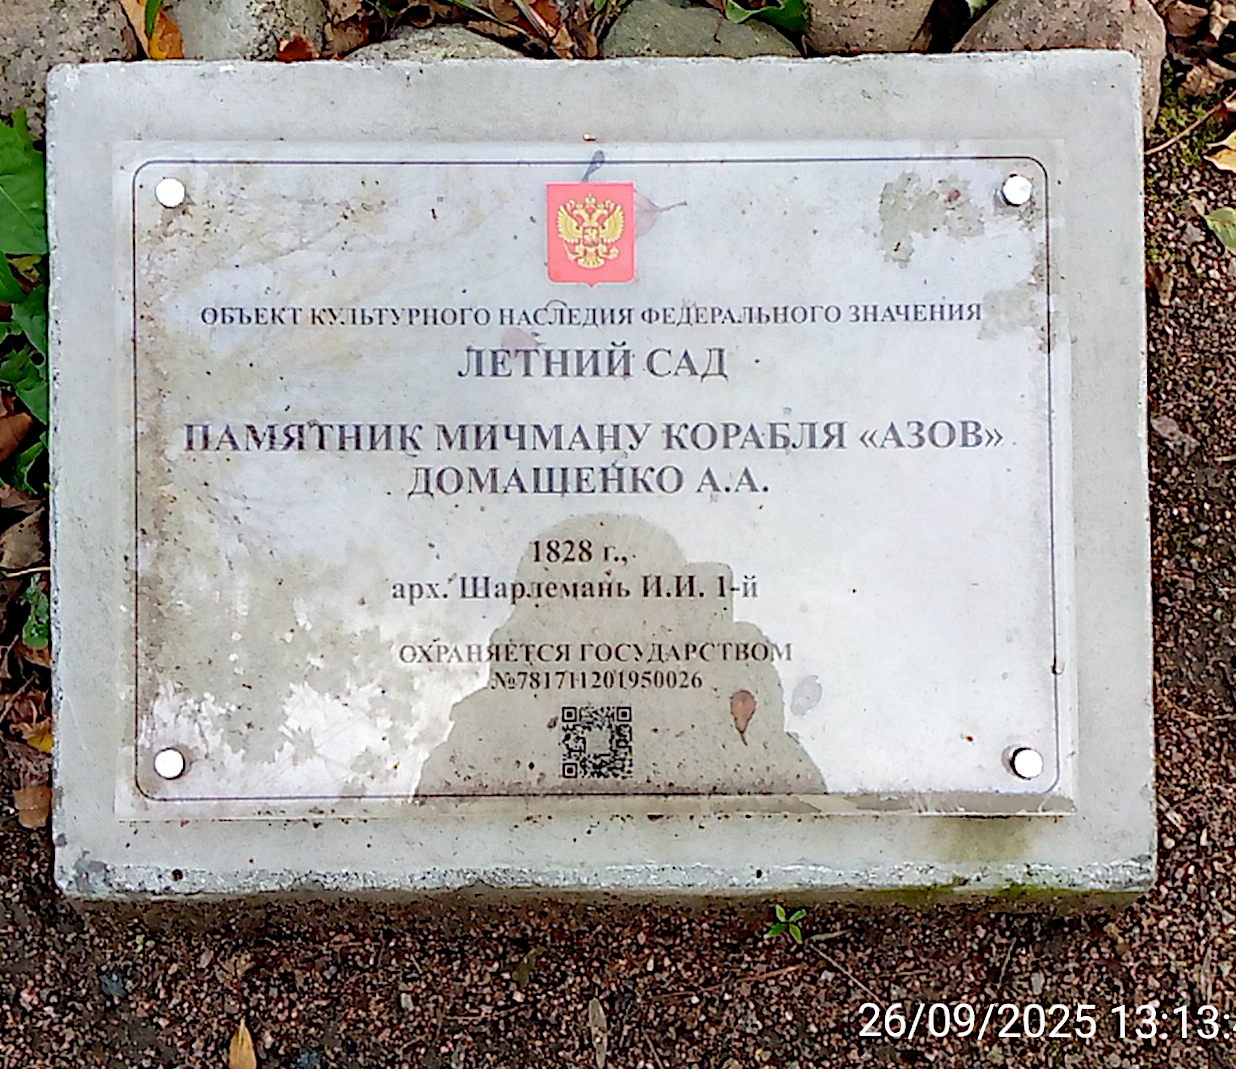 ОБЪЕКТ КУЛЬТУРНОГО НАСЛЕДИЯ ФЕДЕРАЛЬНОГО ЗНАЧЕНИЯ
ЛЕТНИЙ САД
ПАМЯТНИК МИЧМАНУ КОРАБЛЯ «АЗОВ»
ДОМАЩЕНКО А.А.
1828 г.,
арх. Шарлемань И.И. 1-й
ОХРАНЯЕТСЯ ГОСУДАРСТВОМ
№781711201950026
26/09/2025 13:13: